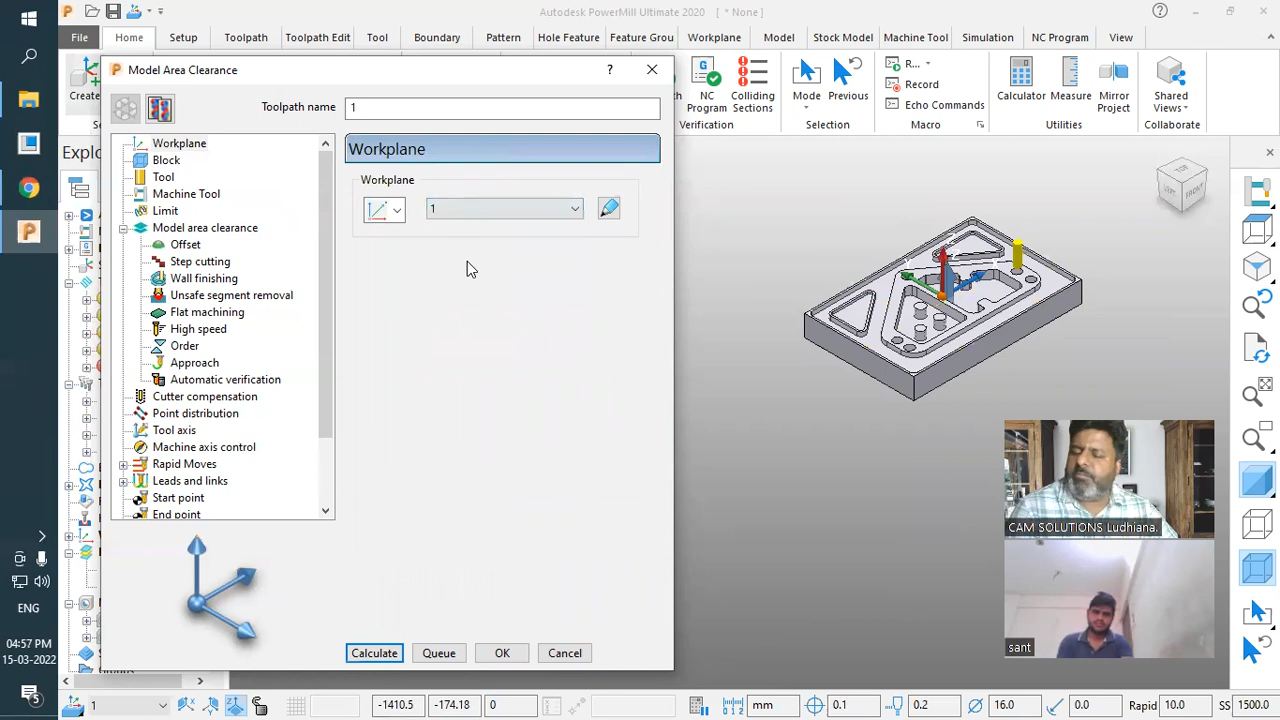 Autodesk PowerMill Ultimate 2020 [ * None ]
File Home Setup Toolpath Toolpath Edit Tool Boundary Pattern Hole Feature Feature Grou Workplane Model Stock Model Machine Tool Simulation NC Program View
Create
NC Program
Colliding Sections
Verification
Mode
Previous
Selection
R...
Record
Echo Commands
Macro
Calculator
Measure
Mirror Project
Utilities
Shared Views
Collaborate
Model Area Clearance
?
Toolpath name 1
Workplane
Block
Tool
Machine Tool
Limit
Model area clearance
Offset
Step cutting
Wall finishing
Unsafe segment removal
Flat machining
High speed
Order
Approach
Automatic verification
Cutter compensation
Point distribution
Tool axis
Machine axis control
Rapid Moves
Leads and links
Start point
End point
Workplane
Workplane
1
Calculate Queue OK Cancel
TOP
FRONT
CAM SOLUTIONS Ludhiana.
sant
ENG
04:57 PM
15-03-2022
5
1
-1410.5 -174.18 0 mm 0.1 0.2 16.0 0.0 Rapid 10.0 SS 1500.0